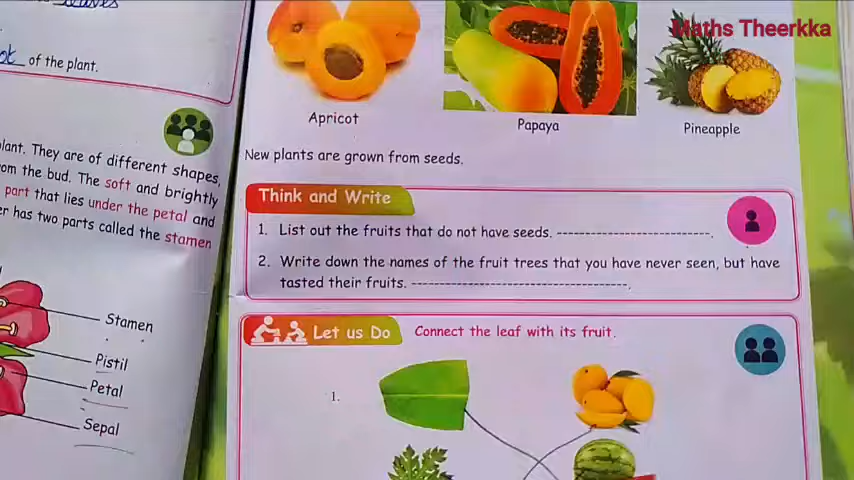 eaves
of the plant.
plant. They are of different shapes,
om the bud. The soft and brightly
part that lies under the petal and
er has two parts called the stamen
Stamen
Pistil
Petal
Sepal
Maths Theerkka
Apricot
Papaya
Pineapple
New plants are grown from seeds.
Think and Write
1. List out the fruits that do not have seeds. ----------------------------.
2. Write down the names of the fruit trees that you have never seen, but have
tasted their fruits. ----------------------------------------.
Let us Do Connect the leaf with its fruit.
1.